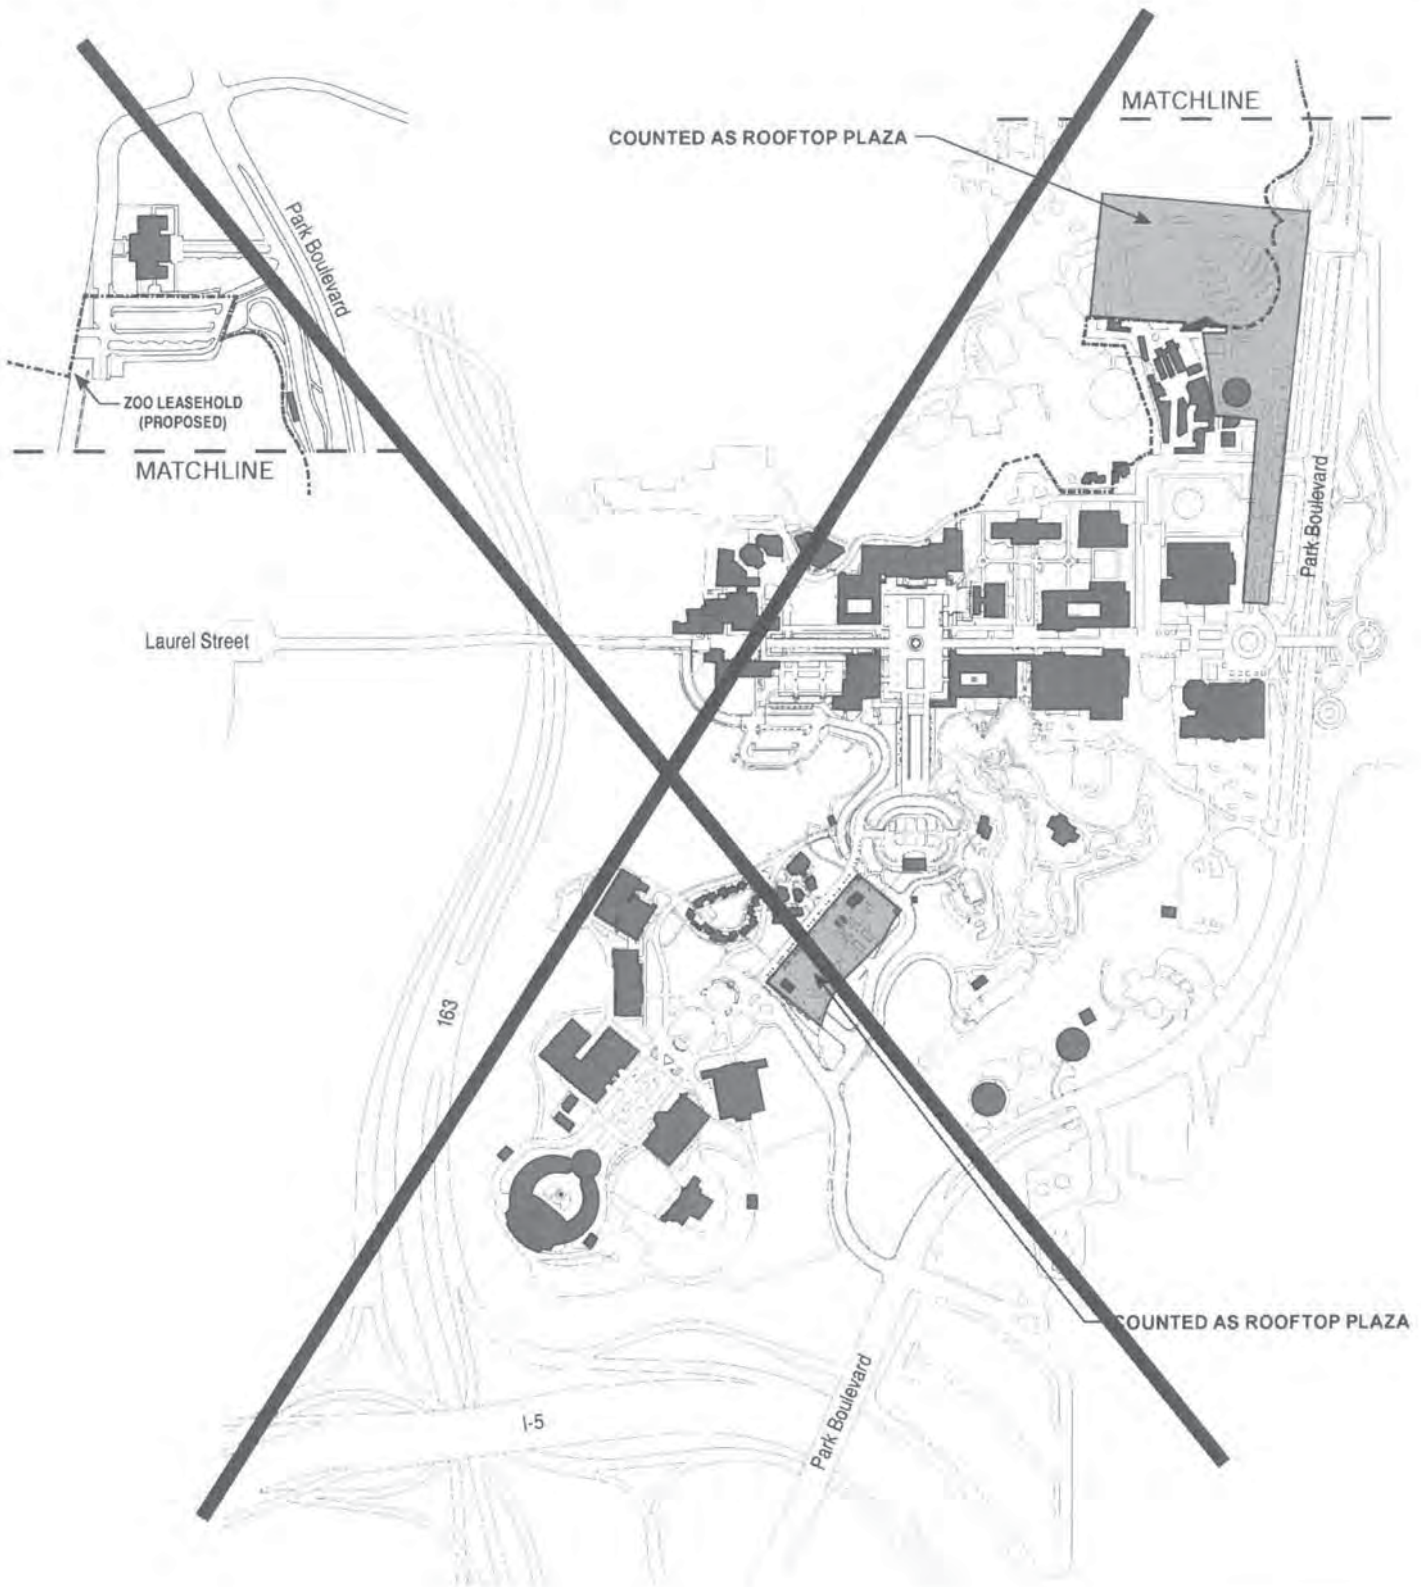 MATCHLINE
COUNTED AS ROOFTOP PLAZA
Park Boulevard
ZOO LEASEHOLD
(PROPOSED)
MATCHLINE
Park Boulevard
Laurel Street
163
COUNTED AS ROOFTOP PLAZA
Park Boulevard
I-5